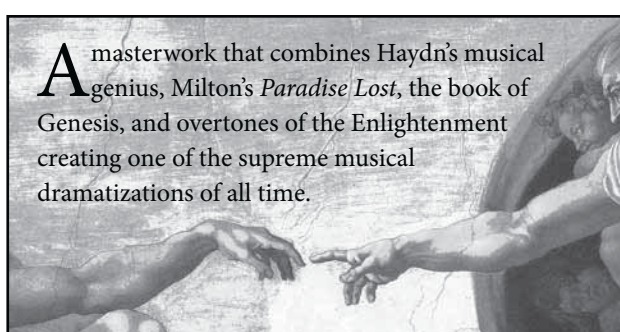 A masterwork that combines Haydn’s musical
genius, Milton’s Paradise Lost, the book of
Genesis, and overtones of the Enlightenment
creating one of the supreme musical
dramatizations of all time.